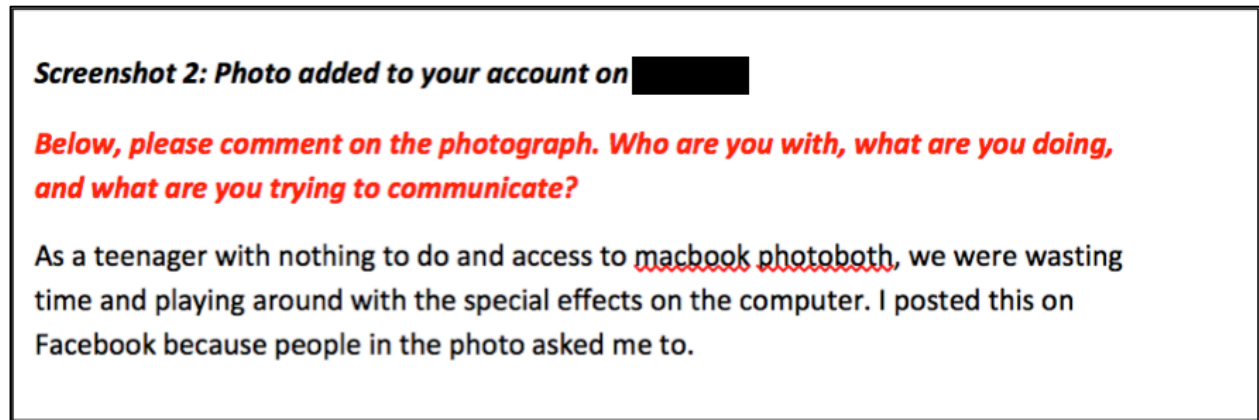 Screenshot 2: Photo added to your account on
Below, please comment on the photograph. Who are you with, what are you doing,
and what are you trying to communicate?
As a teenager with nothing to do and access to macbook photoboth, we were wasting
time and playing around with the special effects on the computer. I posted this on
Facebook because people in the photo asked me to.